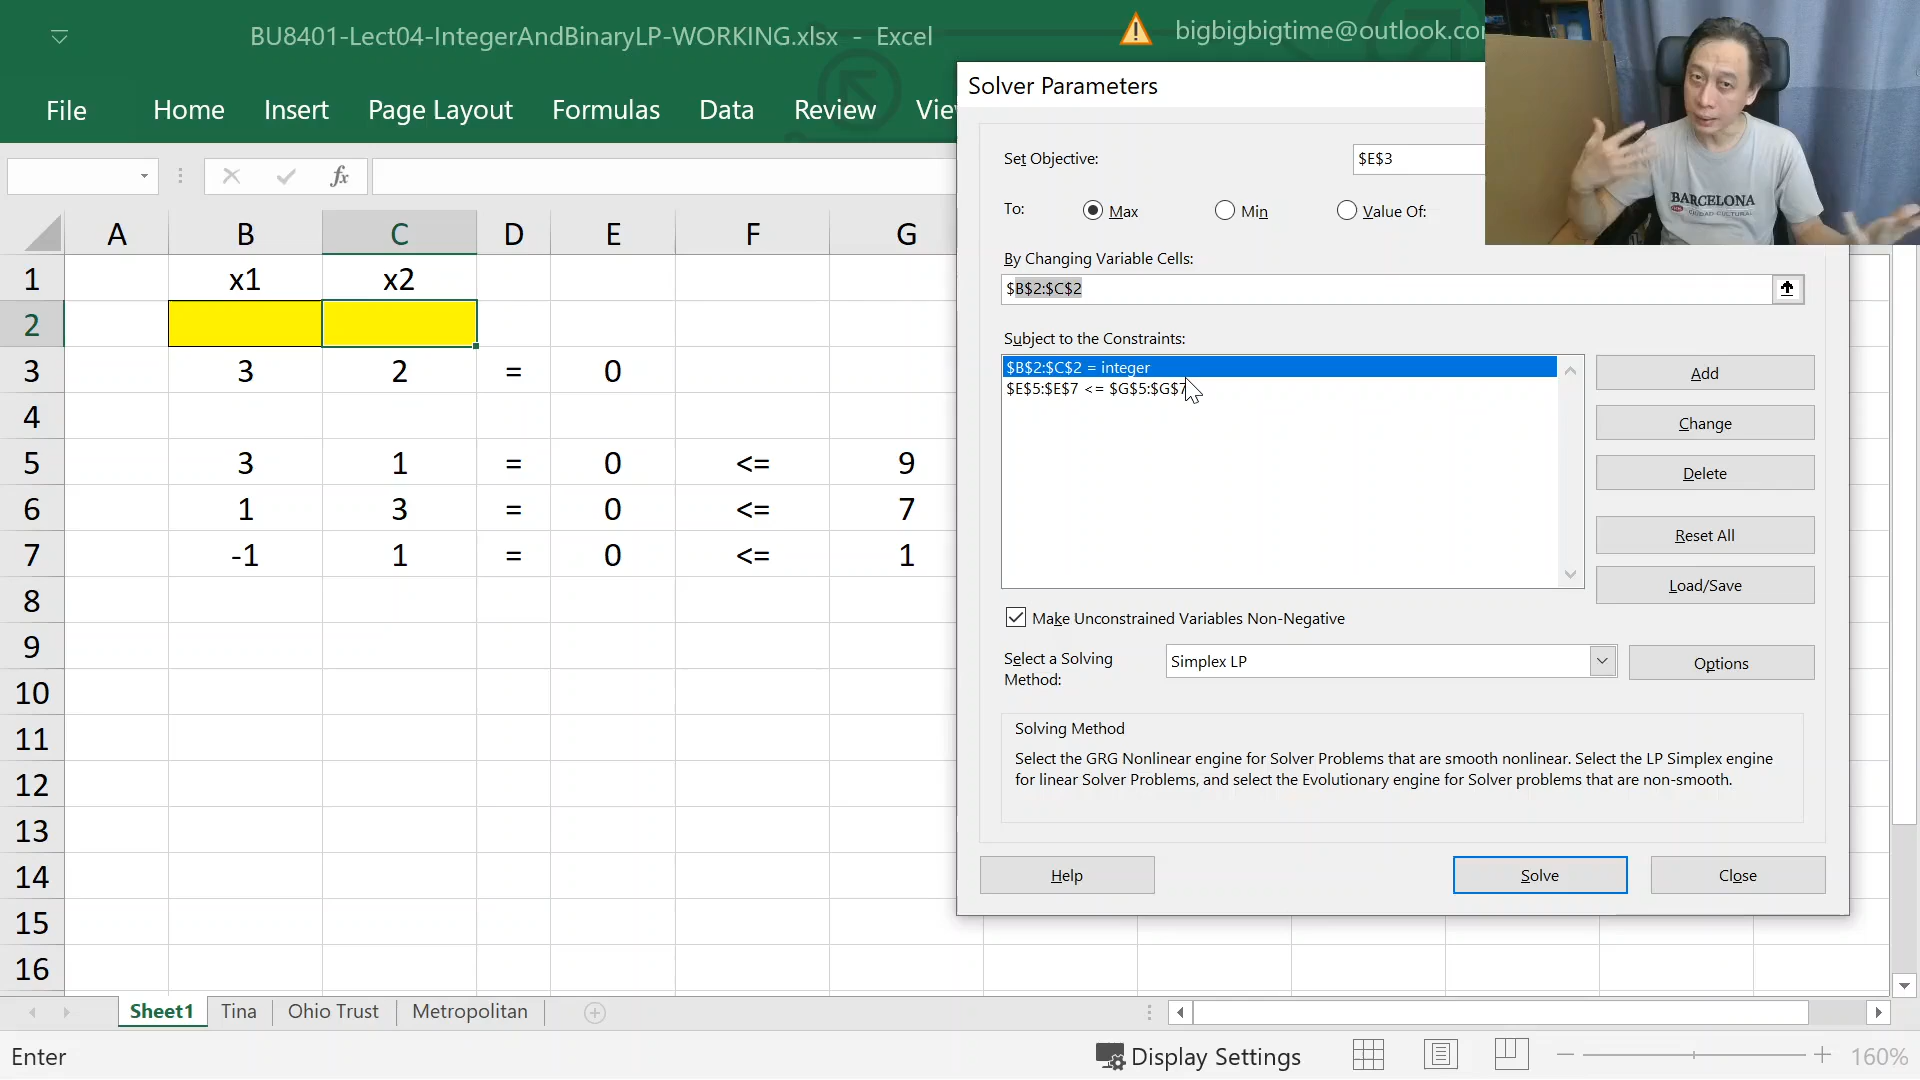 BU8401-Lect04-IntegerAndBinaryLP-WORKING.xlsx - Excel
bigbigbigtime@outlook.co
File Home Insert Page Layout Formulas Data Review
fx
A B C D E F G
1 x1 x2
2
3 3 2 = 0
4
5 3 1 = 0 <= 9
6 1 3 = 0 <= 7
7 -1 1 = 0 <= 1
8
9
10
11
12
13
14
15
16
Solver Parameters
Set Objective: $E$3
To: Max Min Value Of:
By Changing Variable Cells:
$B$2:$C$2
Subject to the Constraints:
$B$2:$C$2 = integer
$E$5:$E$7 <= $G$5:$G$7
Add
Change
Delete
Reset All
Load/Save
Make Unconstrained Variables Non-Negative
Select a Solving
Method:
Simplex LP
Options
Solving Method
Select the GRG Nonlinear engine for Solver Problems that are smooth nonlinear. Select the LP Simplex engine
for linear Solver Problems, and select the Evolutionary engine for Solver problems that are non-smooth.
Help Solve Close
BARCELONA
CIUDAD·CULTURAL
Sheet1 Tina Ohio Trust Metropolitan
Enter
Display Settings
160%